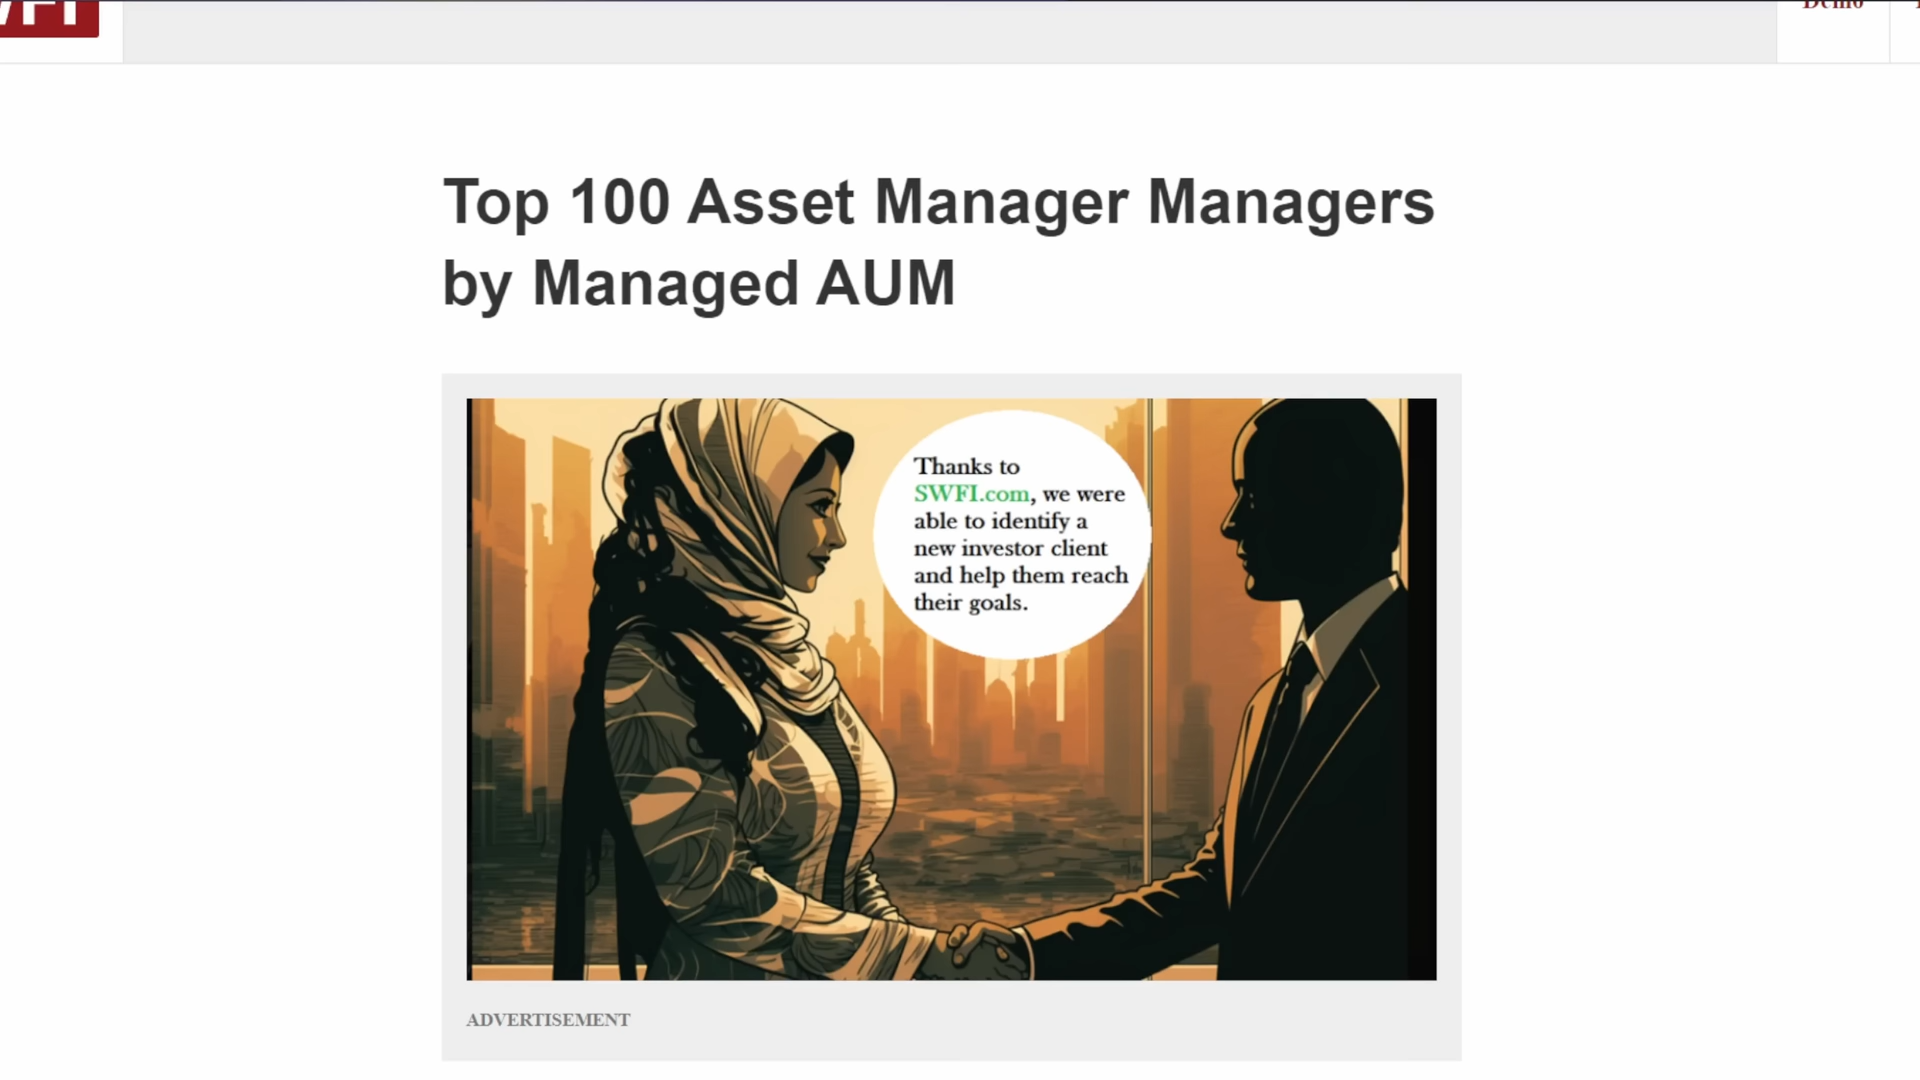 Demo
Top 100 Asset Manager Managers
by Managed AUM
Thanks to
SWFI.com, we were
able to identify a
new investor client
and help them reach
their goals.
ADVERTISEMENT